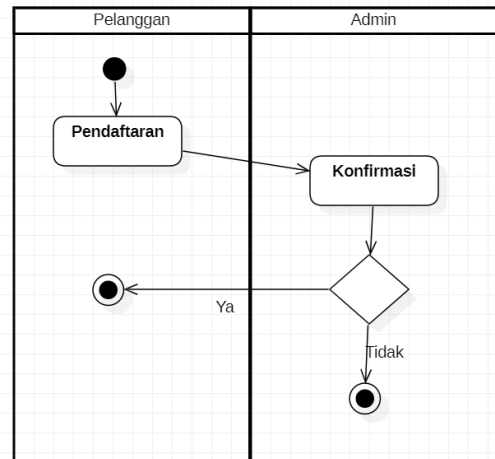 Pelanggan
Admin
Pendaftaran
Konfirmasi
Ya
Tidak